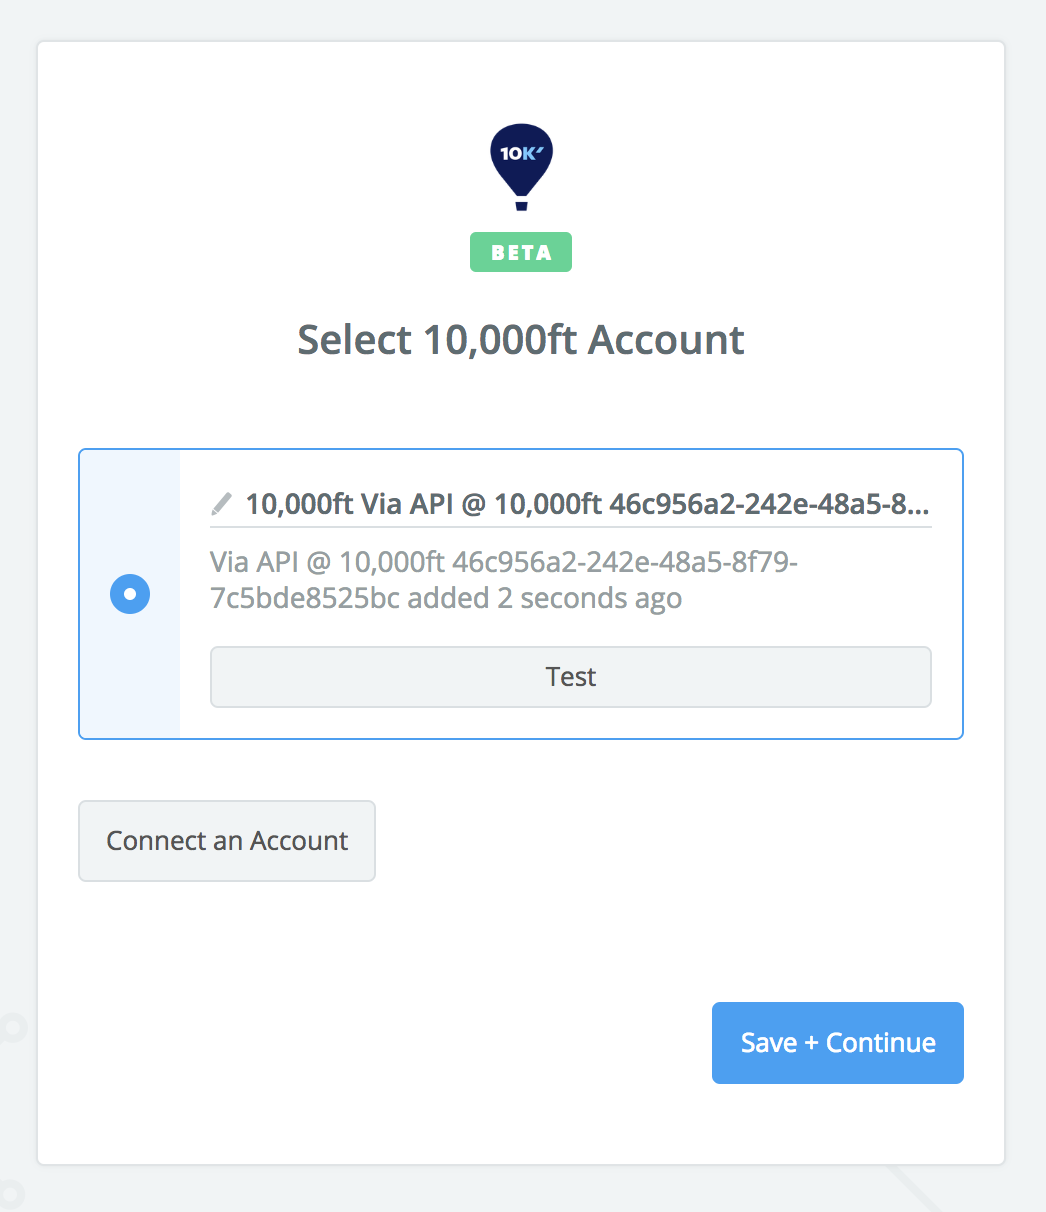 10K
BETA
Select 10,000ft Account
10,000ft Via API @ 10,000ft 46c956a2-242e-48a5-8...
Via API @ 10,000ft 46c956a2-242e-48a5-8f79-
7c5bde8525bc added 2 seconds ago
Test
Connect an Account
Save + Continue